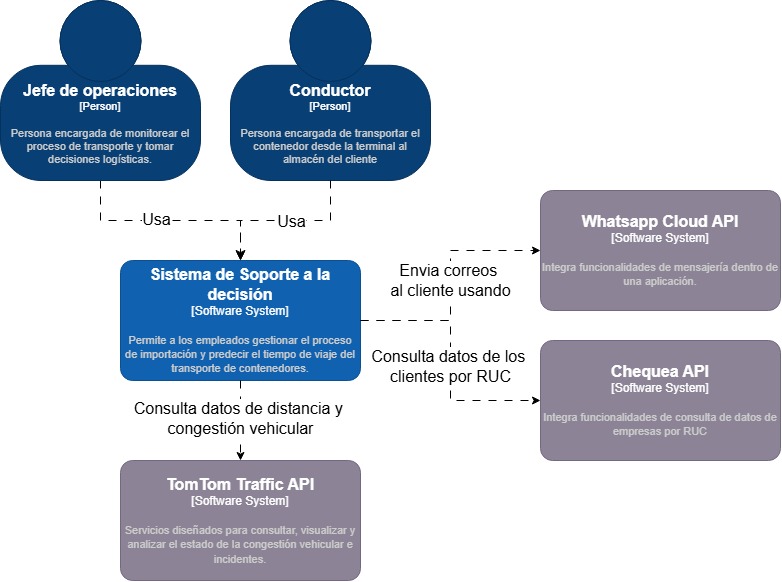 Jefe de operaciones
[Person]
Persona encargada de monitorear el
proceso de transporte y tomar
decisiones logísticas.
Conductor
[Person]
Persona encargada de transportar el
contenedor desde la terminal al
almacén del cliente
Usa
Usa
Sistema de Soporte a la
decisión
[Software System]
Permite a los empleados gestionar el proceso
de importación y predecir el tiempo de viaje del
transporte de contenedores.
Envia correos
al cliente usando
Whatsapp Cloud API
[Software System]
Integra funcionalidades de mensajería dentro de
una aplicación.
Consulta datos de los
clientes por RUC
Chequea API
[Software System]
Integra funcionalidades de consulta de datos de
empresas por RUC
Consulta datos de distancia y
congestión vehicular
TomTom Traffic API
[Software System]
Servicios diseñados para consultar, visualizar y
analizar el estado de la congestión vehicular e
incidentes.